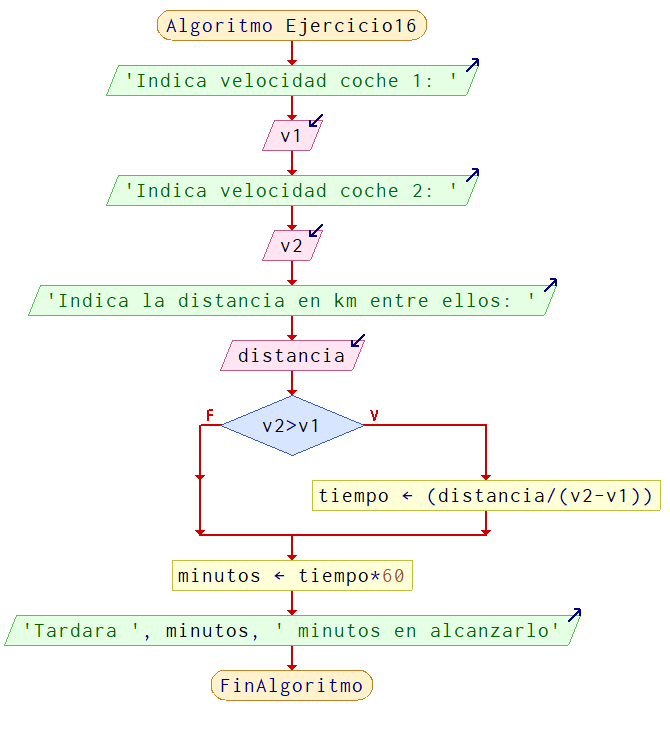 Algoritmo Ejercicio16
'Indica velocidad coche 1: '
v1
'Indica velocidad coche 2: '
v2
'Indica la distancia en km entre ellos: '
distancia
F
V
v2>v1
tiempo ← (distancia/(v2-v1))
minutos ← tiempo*60
'Tardara ', minutos, ' minutos en alcanzarlo'
FinAlgoritmo